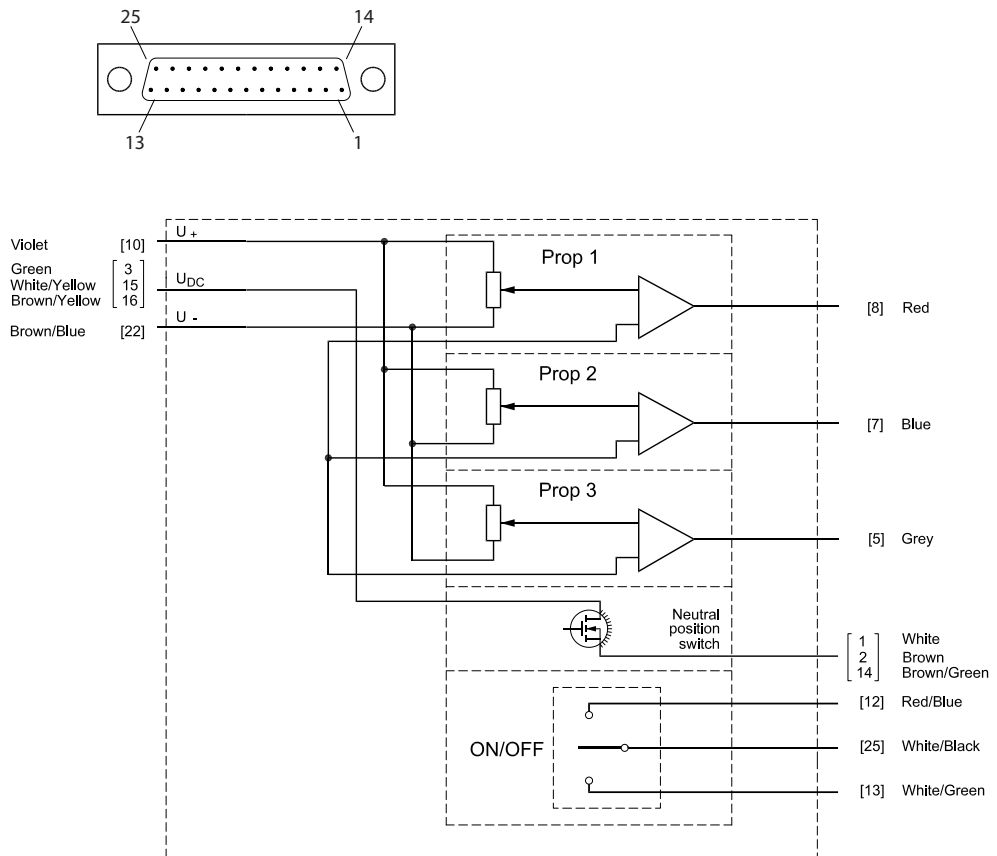 25 14
13 1
Violet [10] U +
Green 3
White/Yellow 15 U_DC
Brown/Yellow 16
Brown/Blue [22] U -
Prop 1
[8] Red
Prop 2
[7] Blue
Prop 3
[5] Grey
Neutral
position
switch
1 White
2 Brown
14 Brown/Green
[12] Red/Blue
ON/OFF
[25] White/Black
[13] White/Green